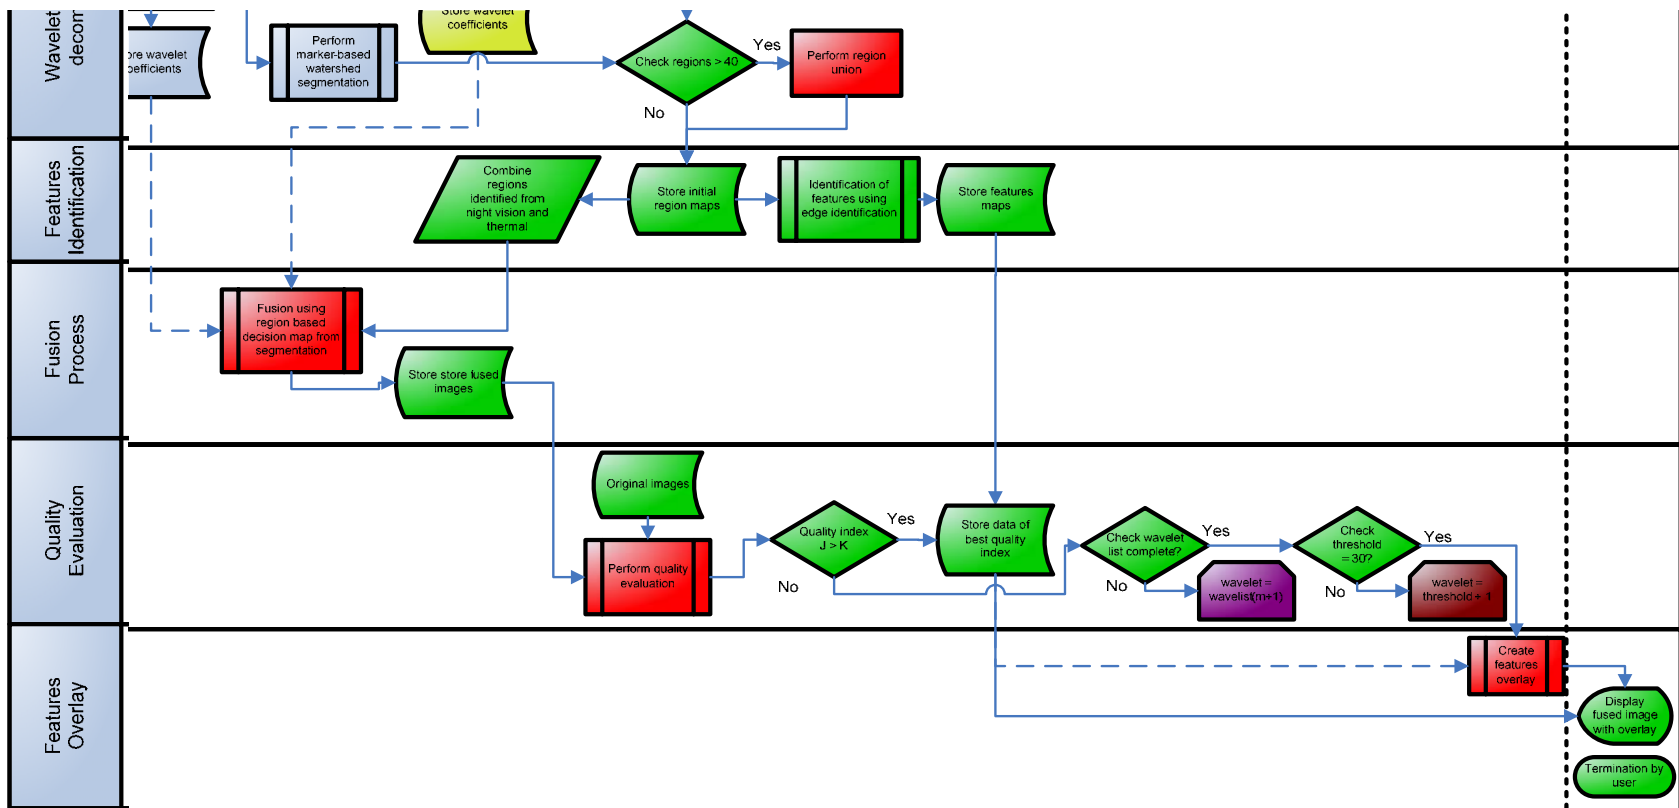 Wavelet
decom
ore wavelet
oefficients
Perform
marker-based
watershed
segmentation
Store wavelet
coefficients
Check regions > 40
Yes
No
Perform region
union
Features
Identification
Combine
regions
identified from
night vision and
thermal
Store initial
region maps
Identification of
features using
edge identification
Store features
maps
Fusion
Process
Fusion using
region based
decision map from
segmentation
Store store fused
images
Quality
Evaluation
Original images
Perform quality
evaluation
Quality index
J > K
Yes
No
Store data of
best quality
index
Check wavelet
list complete?
Yes
No
wavelet =
wavelist(m+1)
Check
threshold
= 30?
Yes
No
wavelet =
threshold + 1
Features
Overlay
Create
features
overlay
Display
fused image
with overlay
Termination by
user